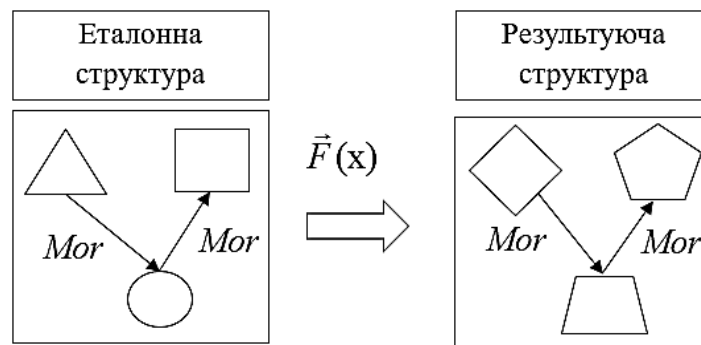 Еталонна
структура
Результуюча
структура
F⃗(x)
Mor
Mor
Mor
Mor